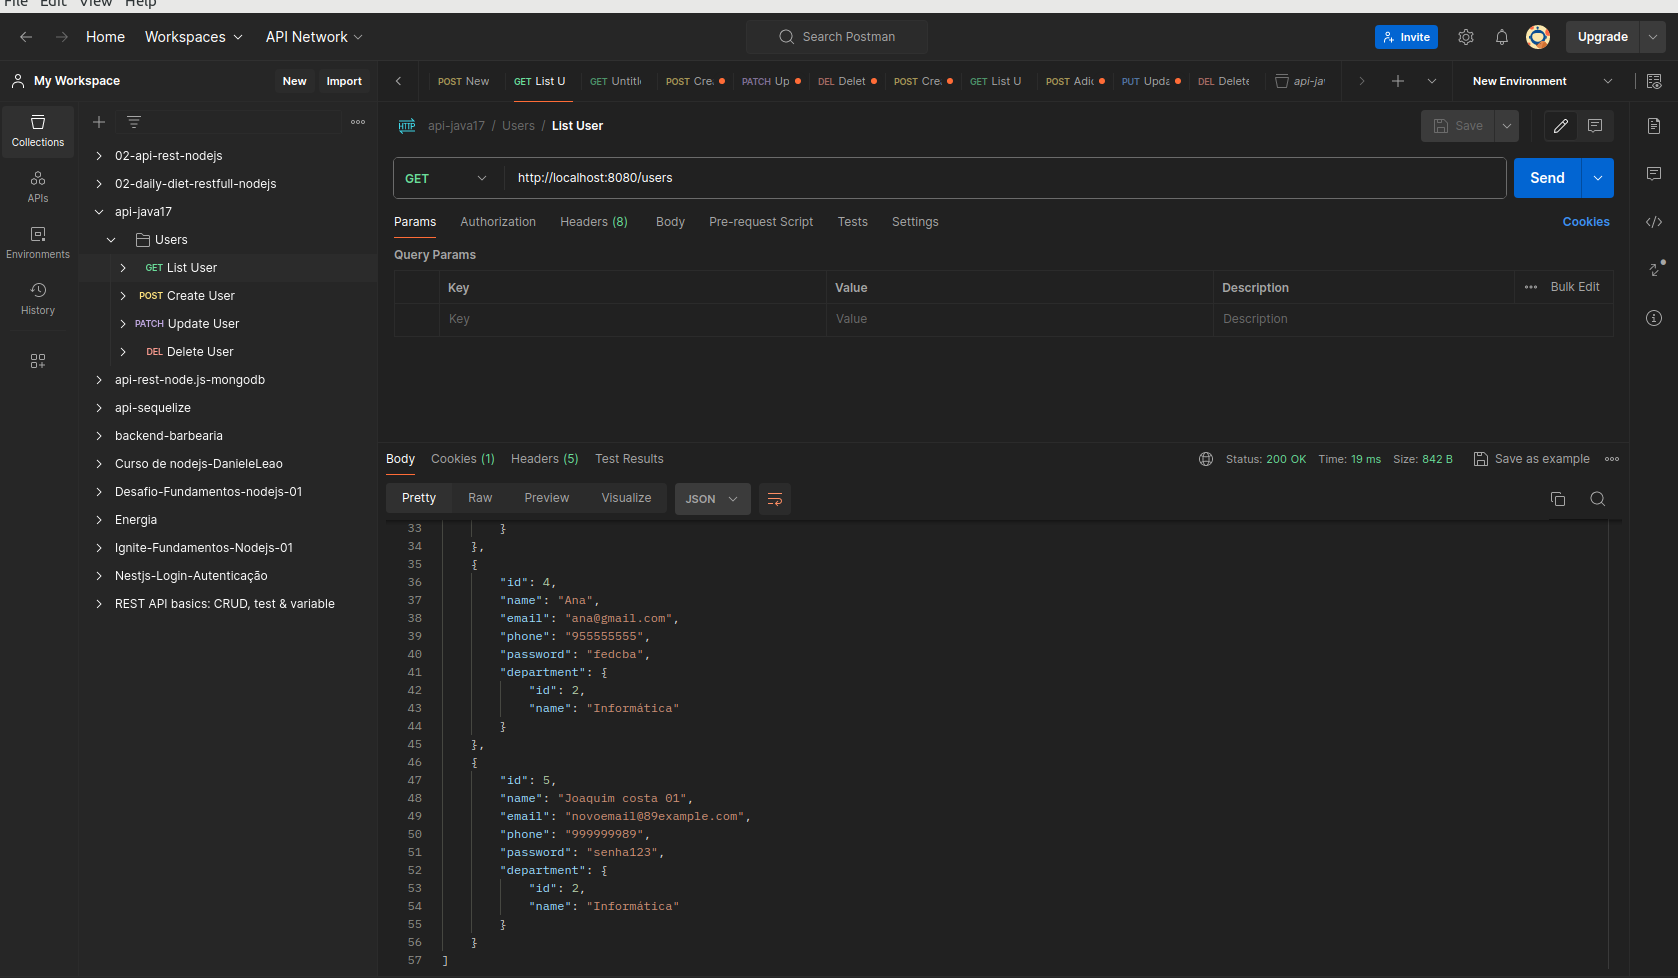 File Edit View Help
Home Workspaces API Network Search Postman Invite Upgrade
My Workspace New Import
POST New GET List U GET Untitl POST Cre PATCH Up DEL Delet POST Cre GET List U POST Adic PUT Upda DEL Delete api-ja New Environment
Collections
APIs
Environments
History
02-api-rest-nodejs
02-daily-diet-restfull-nodejs
api-java17
Users
GET List User
POST Create User
PATCH Update User
DEL Delete User
api-rest-node.js-mongodb
api-sequelize
backend-barbearia
Curso de nodejs-DanieleLeao
Desafio-Fundamentos-nodejs-01
Energia
Ignite-Fundamentos-Nodejs-01
Nestjs-Login-Autenticação
REST API basics: CRUD, test & variable
HTTP api-java17 / Users / List User Save
GET http://localhost:8080/users Send
Params Authorization Headers (8) Body Pre-request Script Tests Settings Cookies
Query Params
Key Value Description Bulk Edit
Key Value Description
Body Cookies (1) Headers (5) Test Results Status: 200 OK Time: 19 ms Size: 842 B Save as example
Pretty Raw Preview Visualize JSON
33 }
34 },
35 {
36 "id": 4,
37 "name": "Ana",
38 "email": "ana@gmail.com",
39 "phone": "955555555",
40 "password": "fedcba",
41 "department": {
42 "id": 2,
43 "name": "Informática"
44 }
45 },
46 {
47 "id": 5,
48 "name": "Joaquim costa 01",
49 "email": "novoemail@89example.com",
50 "phone": "999999989",
51 "password": "senha123",
52 "department": {
53 "id": 2,
54 "name": "Informática"
55 }
56 }
57 ]